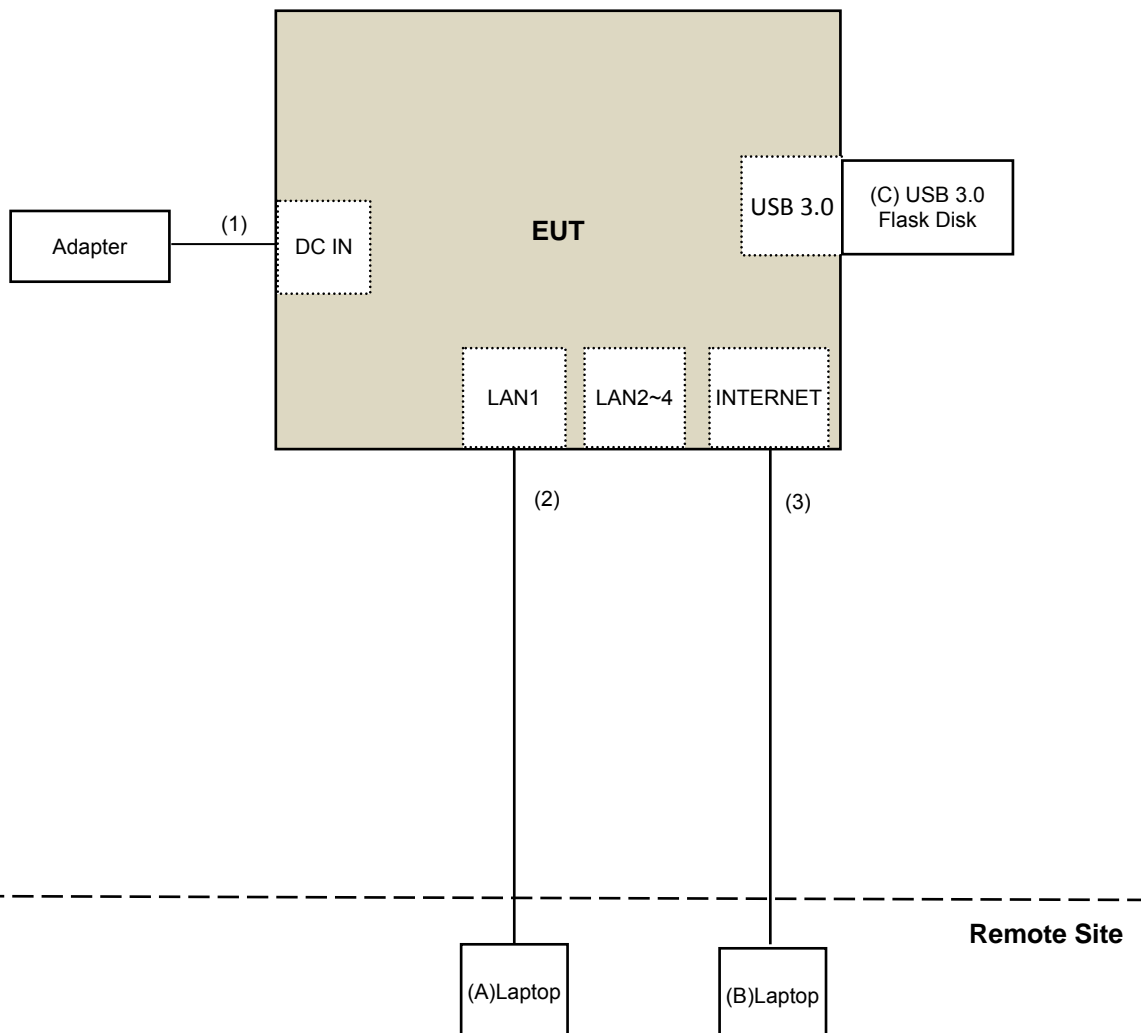 USB 3.0
(C) USB 3.0
Flask Disk
Adapter
(1)
DC IN
EUT
LAN1
LAN2~4
INTERNET
(2)
(3)
Remote Site
(A)Laptop
(B)Laptop